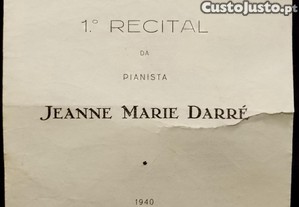 CustoJusto.pt
1.º RECITAL
DA
PIANISTA
JEANNE MARIE DARRÉ
1940